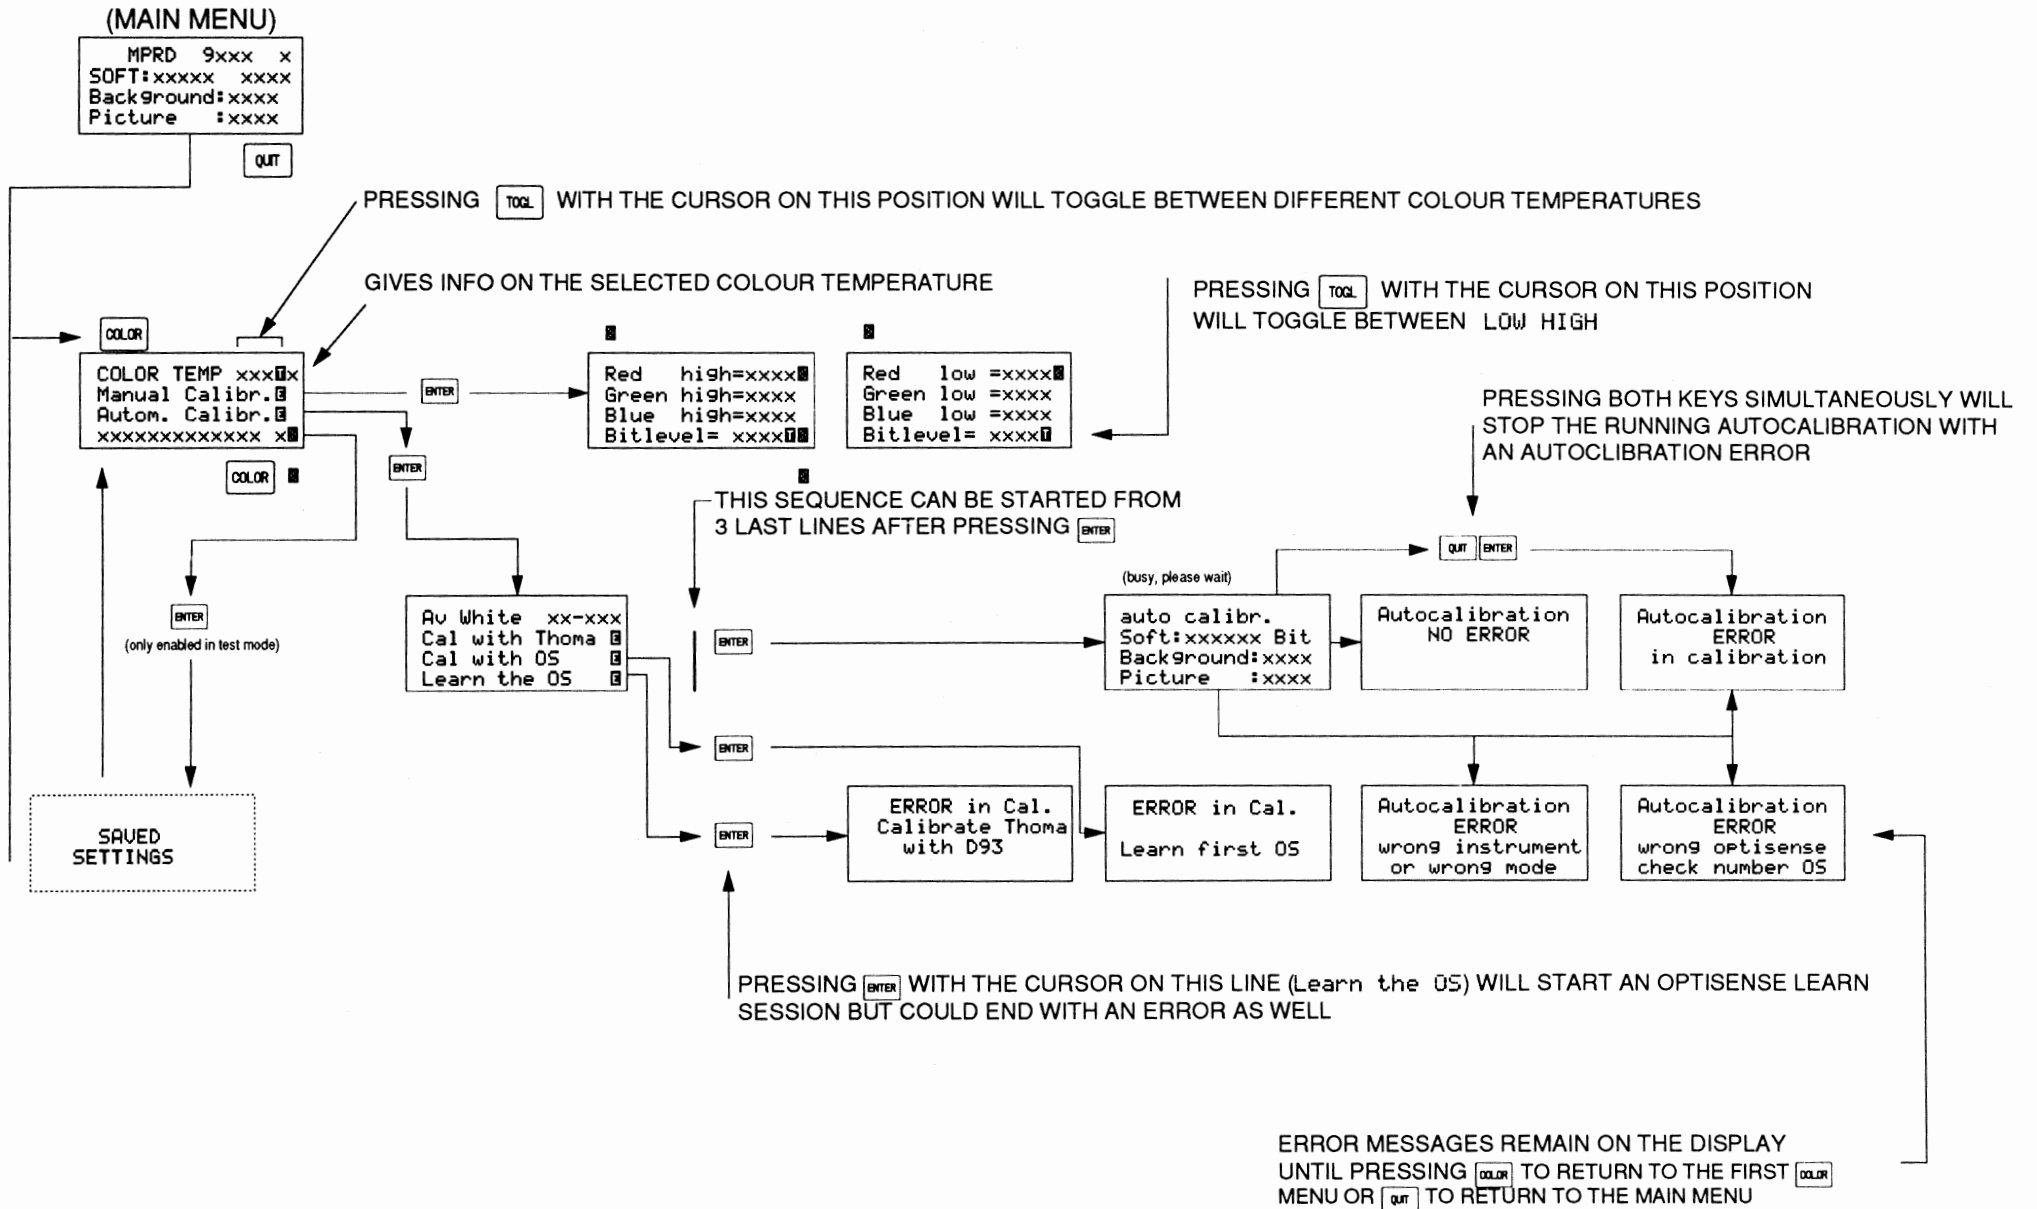 (MAIN MENU)
MPRD 9xxx x
SOFT:xxxxx xxxx
Background:xxxx
Picture :xxxx
QUIT
PRESSING TOGL WITH THE CURSOR ON THIS POSITION WILL TOGGLE BETWEEN DIFFERENT COLOUR TEMPERATURES
GIVES INFO ON THE SELECTED COLOUR TEMPERATURE
PRESSING TOGL WITH THE CURSOR ON THIS POSITION
WILL TOGGLE BETWEEN LOW HIGH
COLOR
COLOR TEMP xxxTx
Manual Calibr.E
Autom. Calibr.E
xxxxxxxxxxxxx x
COLOR
ENTER
ENTER
Red high=xxxx
Green high=xxxx
Blue high=xxxx
Bitlevel= xxxxT
Red low =xxxx
Green low =xxxx
Blue low =xxxx
Bitlevel= xxxxT
PRESSING BOTH KEYS SIMULTANEOUSLY WILL
STOP THE RUNNING AUTOCALIBRATION WITH
AN AUTOCLIBRATION ERROR
THIS SEQUENCE CAN BE STARTED FROM
3 LAST LINES AFTER PRESSING ENTER
QUIT ENTER
ENTER
(only enabled in test mode)
Av White xx-xxx
Cal with Thoma E
Cal with OS E
Learn the OS E
ENTER
(busy, please wait)
auto calibr.
Soft:xxxxxx Bit
Background:xxxx
Picture :xxxx
Autocalibration
NO ERROR
Autocalibration
ERROR
in calibration
ENTER
SAVED
SETTINGS
ENTER
ERROR in Cal.
Calibrate Thoma
with D93
ERROR in Cal.
Learn first OS
Autocalibration
ERROR
wrong instrument
or wrong mode
Autocalibration
ERROR
wrong optisense
check number OS
PRESSING ENTER WITH THE CURSOR ON THIS LINE (Learn the OS) WILL START AN OPTISENSE LEARN
SESSION BUT COULD END WITH AN ERROR AS WELL
ERROR MESSAGES REMAIN ON THE DISPLAY
UNTIL PRESSING COLOR TO RETURN TO THE FIRST COLOR
MENU OR QUIT TO RETURN TO THE MAIN MENU